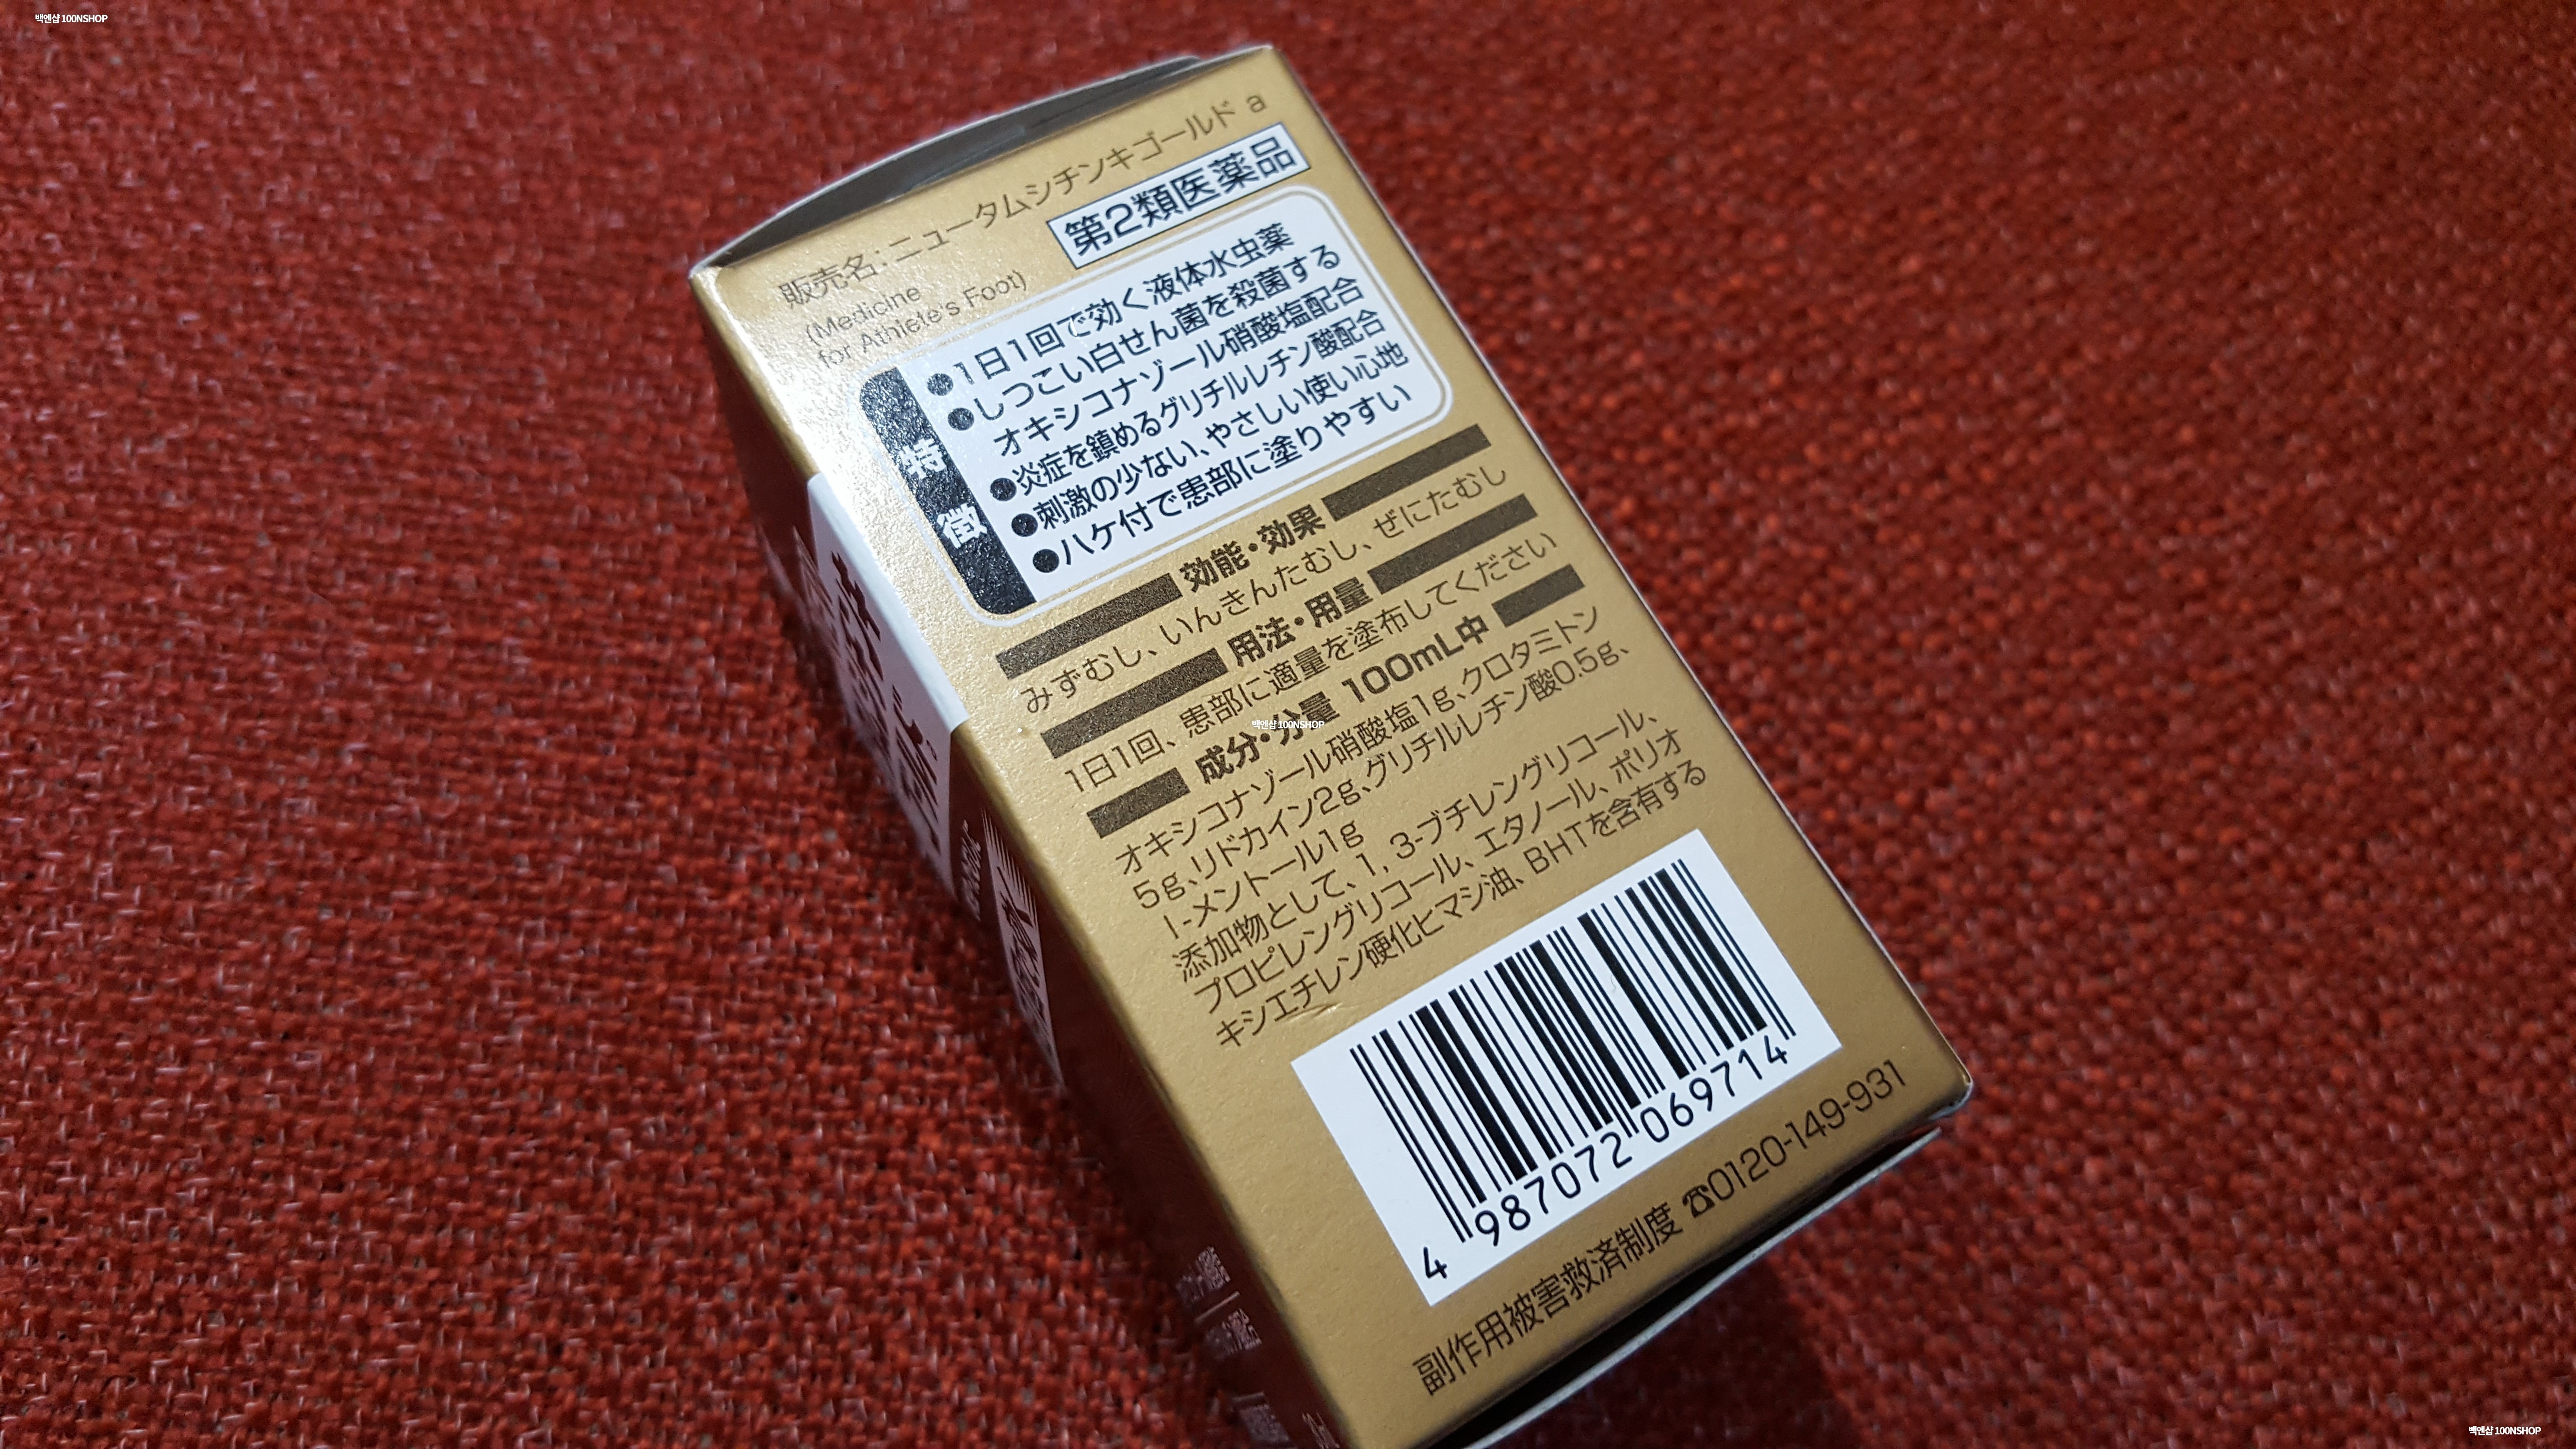 백엔샵 100NSHOP
販売名:ニュータムシチンキゴールド a
(Medicine
for Athlete's Foot)
第2類医薬品
特徴
●1日1回で効く液体水虫薬
●しつこい白せん菌を殺菌する
オキシコナゾール硝酸塩配合
●炎症を鎮めるグリチルレチン酸配合
●刺激の少ない、やさしい使い心地
●ハケ付で患部に塗りやすい
効能・効果
みずむし、いんきんたむし、ぜにたむし
用法・用量
1日1回、患部に適量を塗布してください
成分・分量 100mL中
オキシコナゾール硝酸塩1g、クロタミトン
5g、リドカイン2g、グリチルレチン酸0.5g、
l-メントール1g
添加物として、1, 3-ブチレングリコール、
プロピレングリコール、エタノール、ポリオ
キシエチレン硬化ヒマシ油、BHTを含有する
백엔샵 100NSHOP
4 987072 069714
副作用被害救済制度 ☎0120-149-931
백엔샵 100NSHOP